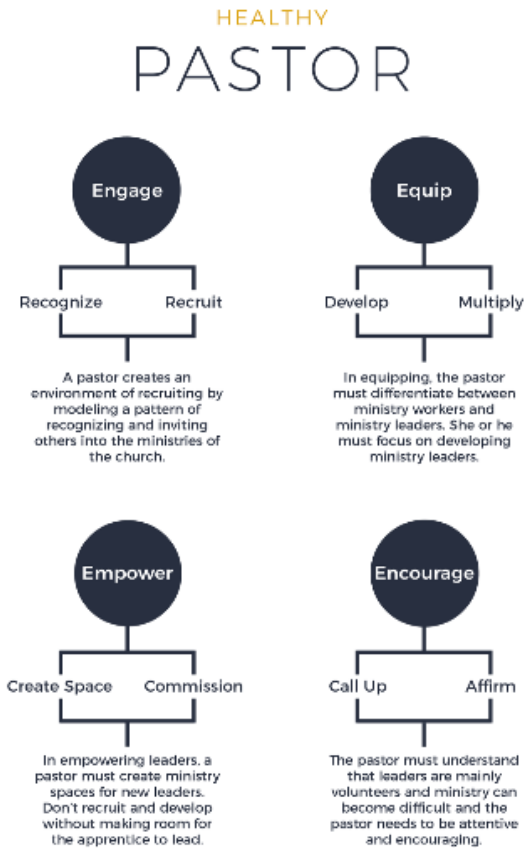 HEALTHY
PASTOR
Engage
Recognize Recruit
A pastor creates an
environment of recruiting by
modeling a pattern of
recognizing and inviting
others into the ministries of
the church.
Equip
Develop Multiply
In equipping, the pastor
must differentiate between
ministry workers and
ministry leaders. She or he
must focus on developing
ministry leaders.
Empower
Create Space Commission
In empowering leaders, a
pastor must create ministry
spaces for new leaders.
Don't recruit and develop
without making room for
the apprentice to lead.
Encourage
Call Up Affirm
The pastor must understand
that leaders are mainly
volunteers and ministry can
become difficult and the
pastor needs to be attentive
and encouraging.